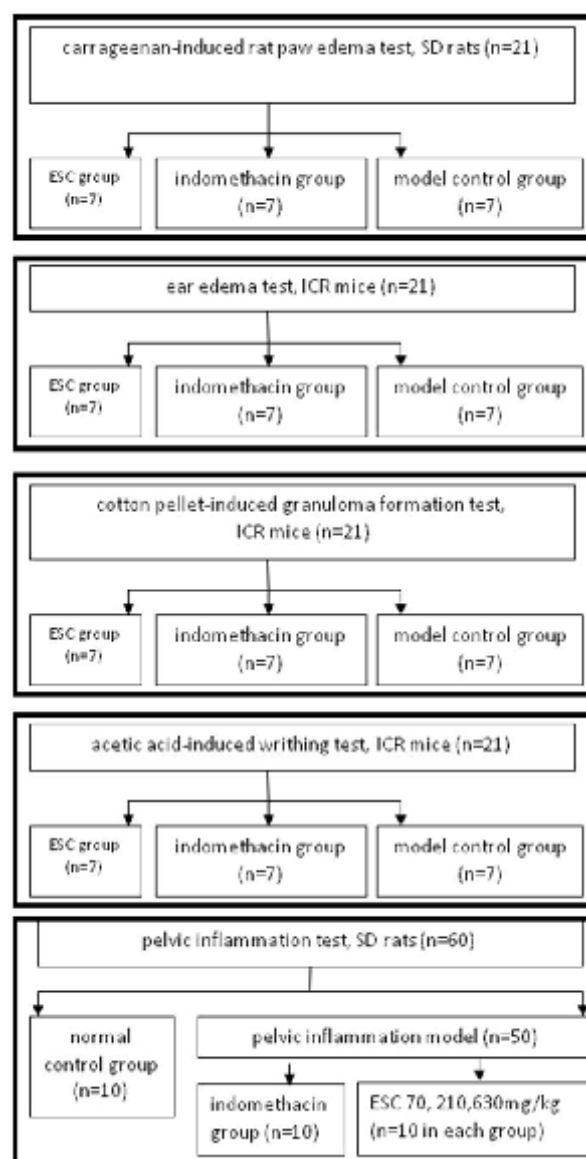 carrageenan-induced rat paw edema test, SD rats (n=21)
ESC group
(n=7)
indomethacin group
(n=7)
model control group
(n=7)
ear edema test, ICR mice (n=21)
ESC group
(n=7)
indomethacin group
(n=7)
model control group
(n=7)
cotton pellet-induced granuloma formation test,
ICR mice (n=21)
ESC group
(n=7)
indomethacin group
(n=7)
model control group
(n=7)
acetic acid-induced writhing test, ICR mice (n=21)
ESC group
(n=7)
indomethacin group
(n=7)
model control group
(n=7)
pelvic inflammation test, SD rats (n=60)
normal
control group
(n=10)
pelvic inflammation model (n=50)
indomethacin
group (n=10)
ESC 70, 210,630mg/kg
(n=10 in each group)